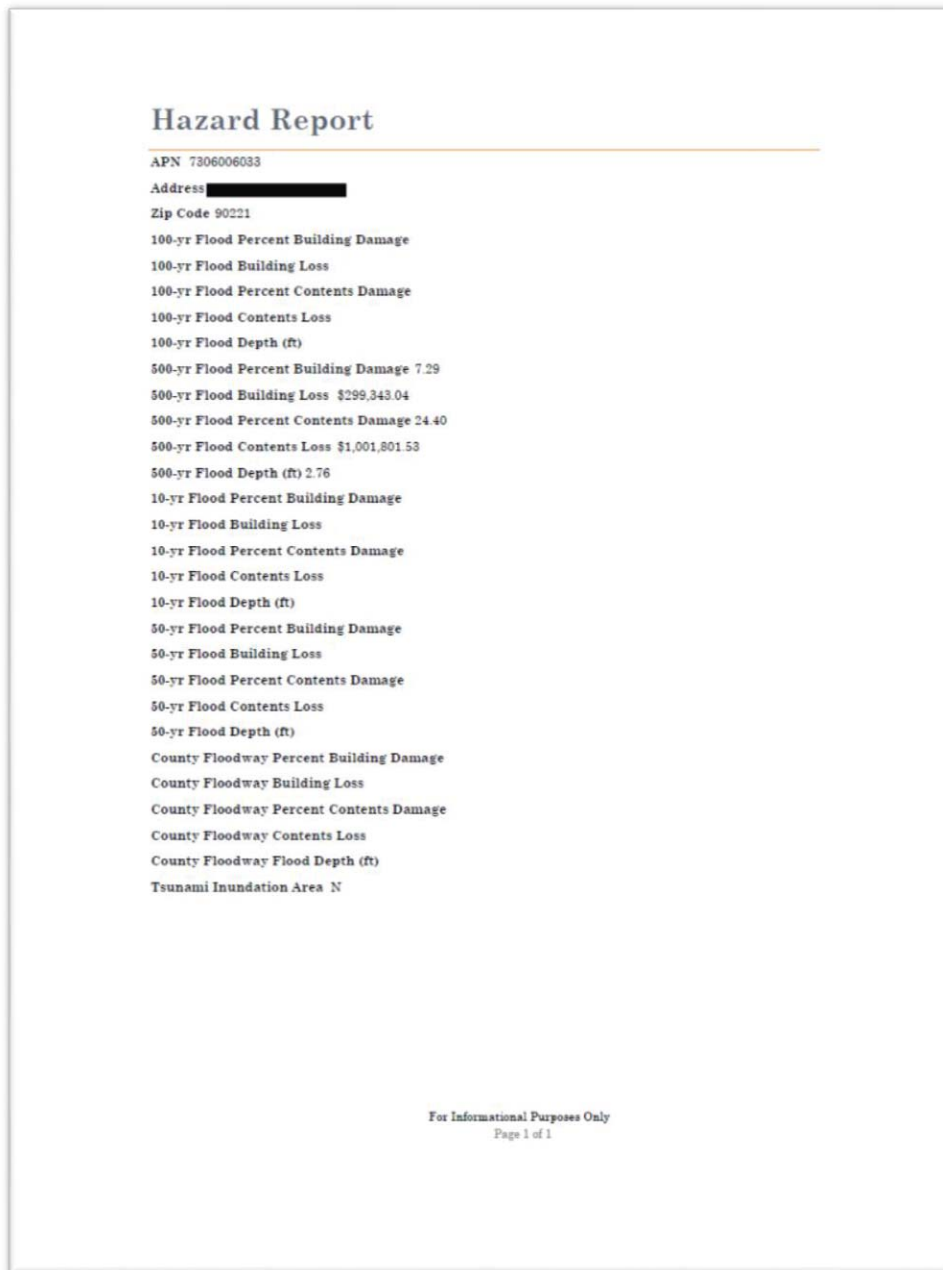 Hazard Report
APN 7306006033
Address
Zip Code 90221
100-yr Flood Percent Building Damage
100-yr Flood Building Loss
100-yr Flood Percent Contents Damage
100-yr Flood Contents Loss
100-yr Flood Depth (ft)
500-yr Flood Percent Building Damage 7.29
500-yr Flood Building Loss $299,343.04
500-yr Flood Percent Contents Damage 24.40
500-yr Flood Contents Loss $1,001,801.53
500-yr Flood Depth (ft) 2.76
10-yr Flood Percent Building Damage
10-yr Flood Building Loss
10-yr Flood Percent Contents Damage
10-yr Flood Contents Loss
10-yr Flood Depth (ft)
50-yr Flood Percent Building Damage
50-yr Flood Building Loss
50-yr Flood Percent Contents Damage
50-yr Flood Contents Loss
50-yr Flood Depth (ft)
County Floodway Percent Building Damage
County Floodway Building Loss
County Floodway Percent Contents Damage
County Floodway Contents Loss
County Floodway Flood Depth (ft)
Tsunami Inundation Area N
For Informational Purposes Only
Page 1 of 1